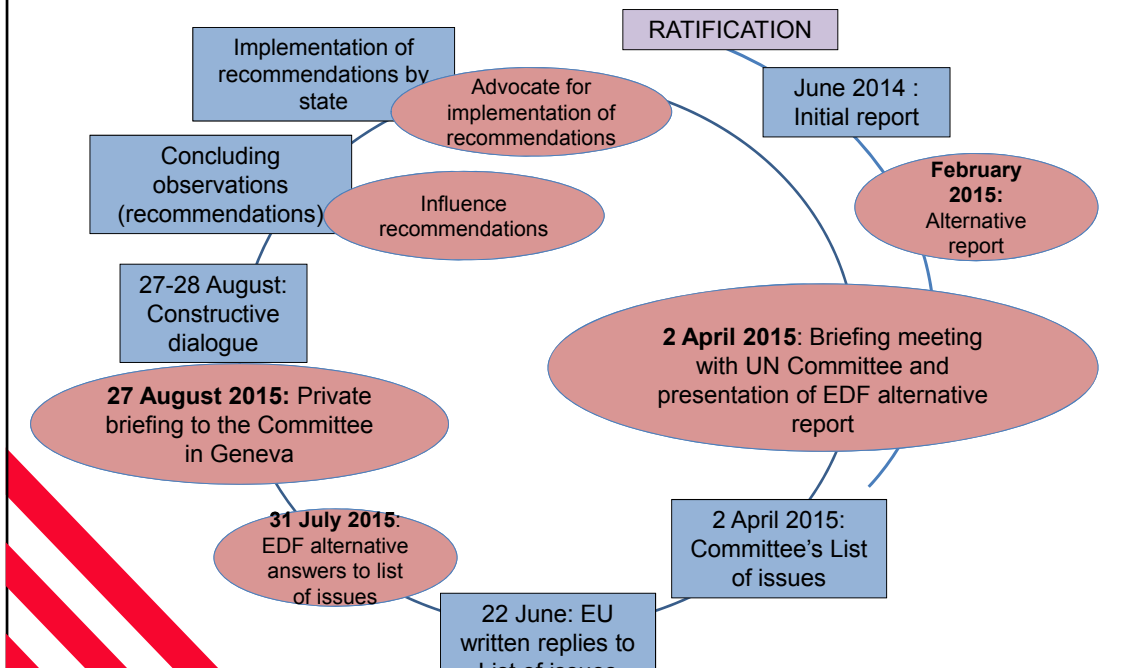 RATIFICATION
June 2014 :
Initial report
February
2015:
Alternative
report
2 April 2015: Briefing meeting
with UN Committee and
presentation of EDF alternative
report
2 April 2015:
Committee's List
of issues
22 June: EU
written replies to
List of issues
31 July 2015:
EDF alternative
answers to list
of issues
27 August 2015: Private
briefing to the Committee
in Geneva
27-28 August:
Constructive
dialogue
Concluding
observations
(recommendations)
Influence
recommendations
Implementation of
recommendations by
state
Advocate for
implementation of
recommendations